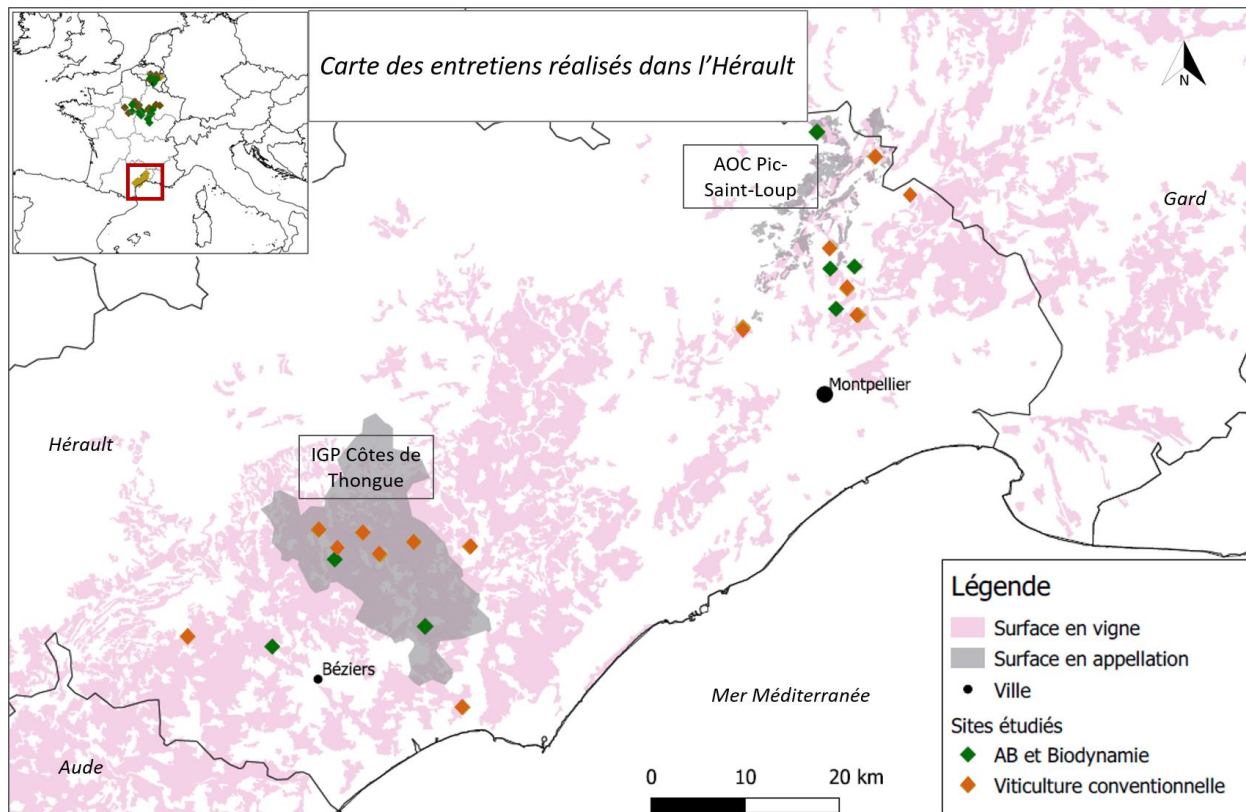 Carte des entretiens réalisés dans l’Hérault
N
AOC Pic-
Saint-Loup
Gard
Montpellier
Hérault
IGP Côtes de
Thongue
Béziers
Mer Méditerranée
Aude
Légende
Surface en vigne
Surface en appellation
Ville
Sites étudiés
AB et Biodynamie
Viticulture conventionnelle
0 10 20 km